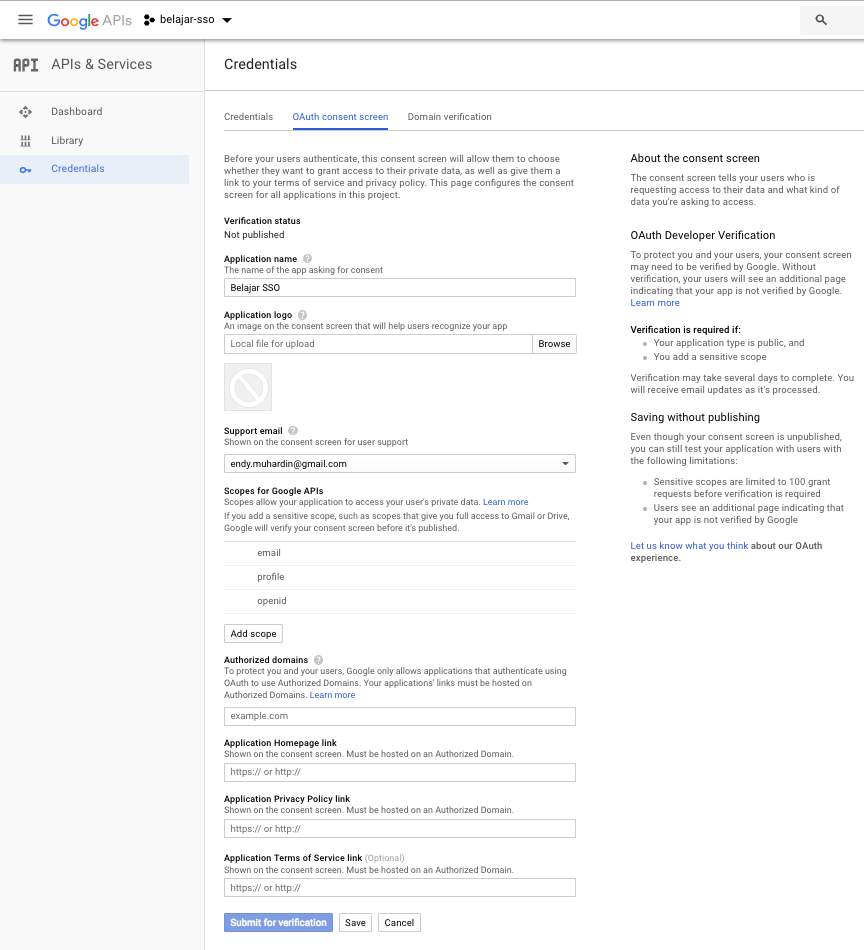 Google APIs
belajar-sso
API
APIs & Services
Credentials
Dashboard
Library
Credentials
Credentials
OAuth consent screen
Domain verification
Before your users authenticate, this consent screen will allow them to choose
whether they want to grant access to their private data, as well as give them a
link to your terms of service and privacy policy. This page configures the consent
screen for all applications in this project.
Verification status
Not published
Application name ?
The name of the app asking for consent
Belajar SSO
Application logo ?
An image on the consent screen that will help users recognize your app
Local file for upload
Browse
Support email ?
Shown on the consent screen for user support
endy.muhardin@gmail.com
Scopes for Google APIs
Scopes allow your application to access your user's private data. Learn more
If you add a sensitive scope, such as scopes that give you full access to Gmail or Drive,
Google will verify your consent screen before it's published.
email
profile
openid
Add scope
Authorized domains ?
To protect you and your users, Google only allows applications that authenticate using
OAuth to use Authorized Domains. Your applications' links must be hosted on
Authorized Domains. Learn more
example.com
Application Homepage link
Shown on the consent screen. Must be hosted on an Authorized Domain.
https:// or http://
Application Privacy Policy link
Shown on the consent screen. Must be hosted on an Authorized Domain.
https:// or http://
Application Terms of Service link (Optional)
Shown on the consent screen. Must be hosted on an Authorized Domain.
https:// or http://
Submit for verification
Save
Cancel
About the consent screen
The consent screen tells your users who is
requesting access to their data and what kind of
data you're asking to access.
OAuth Developer Verification
To protect you and your users, your consent screen
may need to be verified by Google. Without
verification, your users will see an additional page
indicating that your app is not verified by Google.
Learn more
Verification is required if:
Your application type is public, and
You add a sensitive scope
Verification may take several days to complete. You
will receive email updates as it's processed.
Saving without publishing
Even though your consent screen is unpublished,
you can still test your application with users with
the following limitations:
Sensitive scopes are limited to 100 grant
requests before verification is required
Users see an additional page indicating that
your app is not verified by Google
Let us know what you think about our OAuth
experience.